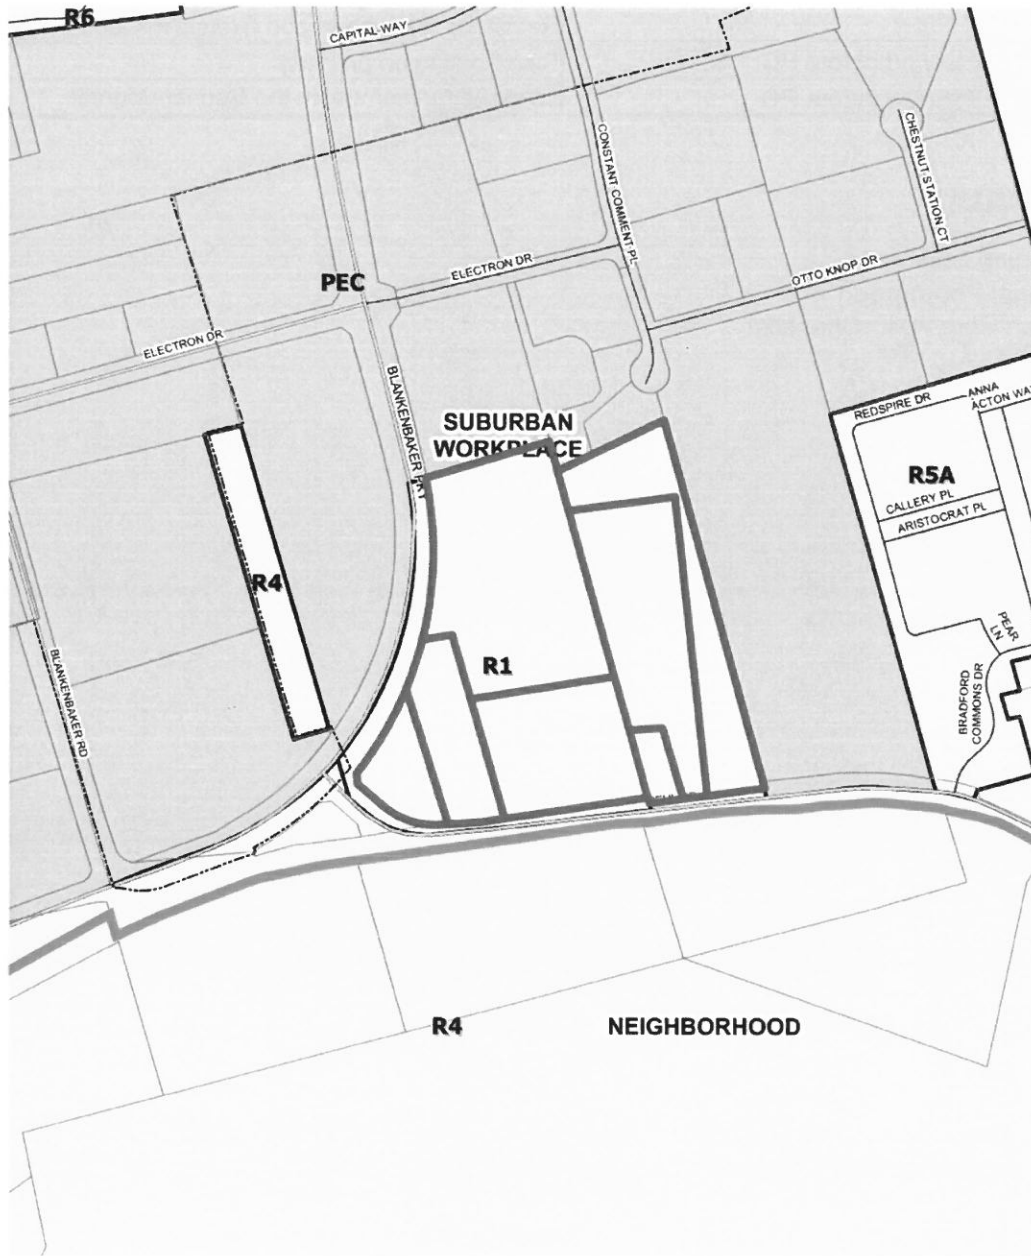 R6
CAPITAL WAY
CONSTANT COMMENT PL
CHESTNUT STATION CT
ELECTRON DR
OTTO KNOP DR
PEC
ELECTRON DR
BLANKENBAKER PKY
REDSPIRE DR
ANNA
ACTON WAY
SUBURBAN
WORKPLACE
R5A
CALLERY PL
ARISTOCRAT PL
R4
PEAR
LN
BLANKENBAKER RD
R1
BRADFORD
COMMONS DR
R4
NEIGHBORHOOD